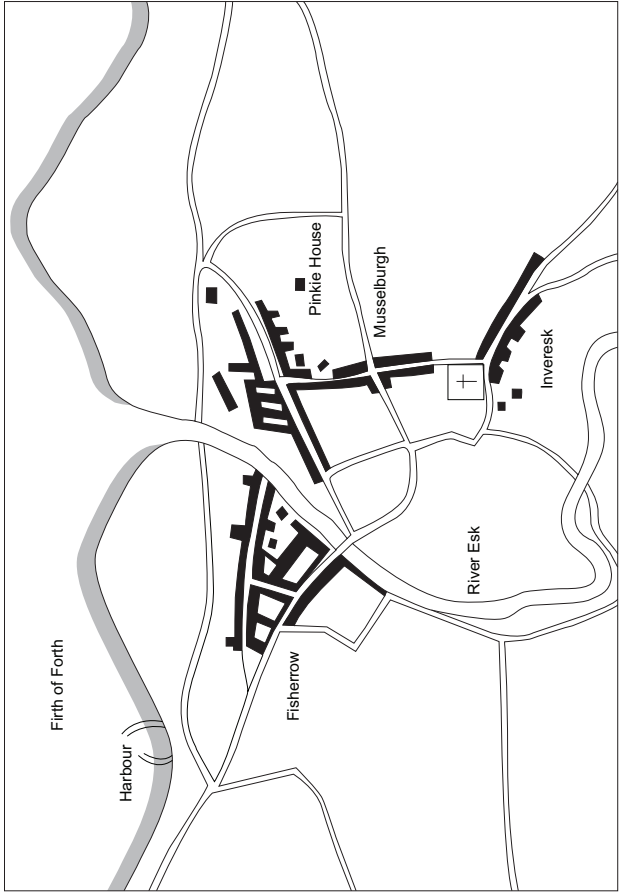 Firth of Forth
Harbour
Fisherrow
River Esk
Musselburgh
Pinkie House
Inveresk